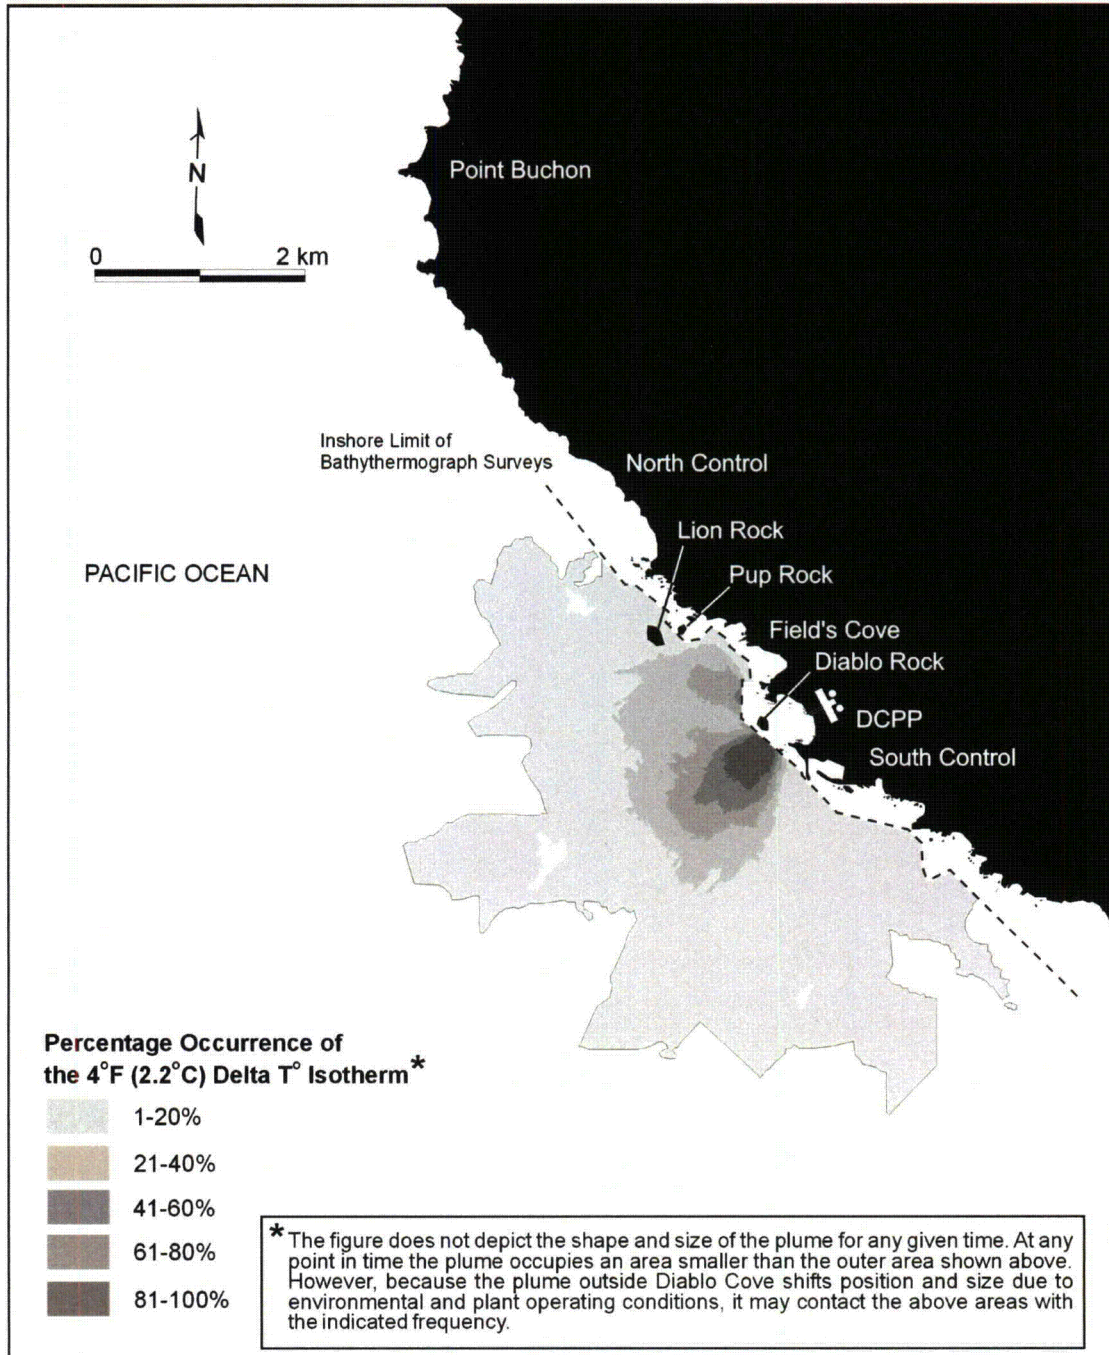 Point Buchon
N
0 2 km
Inshore Limit of
Bathythermograph Surveys
North Control
Lion Rock
PACIFIC OCEAN
Pup Rock
Field's Cove
Diablo Rock
DCPP
South Control
Percentage Occurrence of
the 4°F (2.2°C) Delta T° Isotherm*
1-20%
21-40%
41-60%
61-80%
81-100%
* The figure does not depict the shape and size of the plume for any given time. At any
point in time the plume occupies an area smaller than the outer area shown above.
However, because the plume outside Diablo Cove shifts position and size due to
environmental and plant operating conditions, it may contact the above areas with
the indicated frequency.